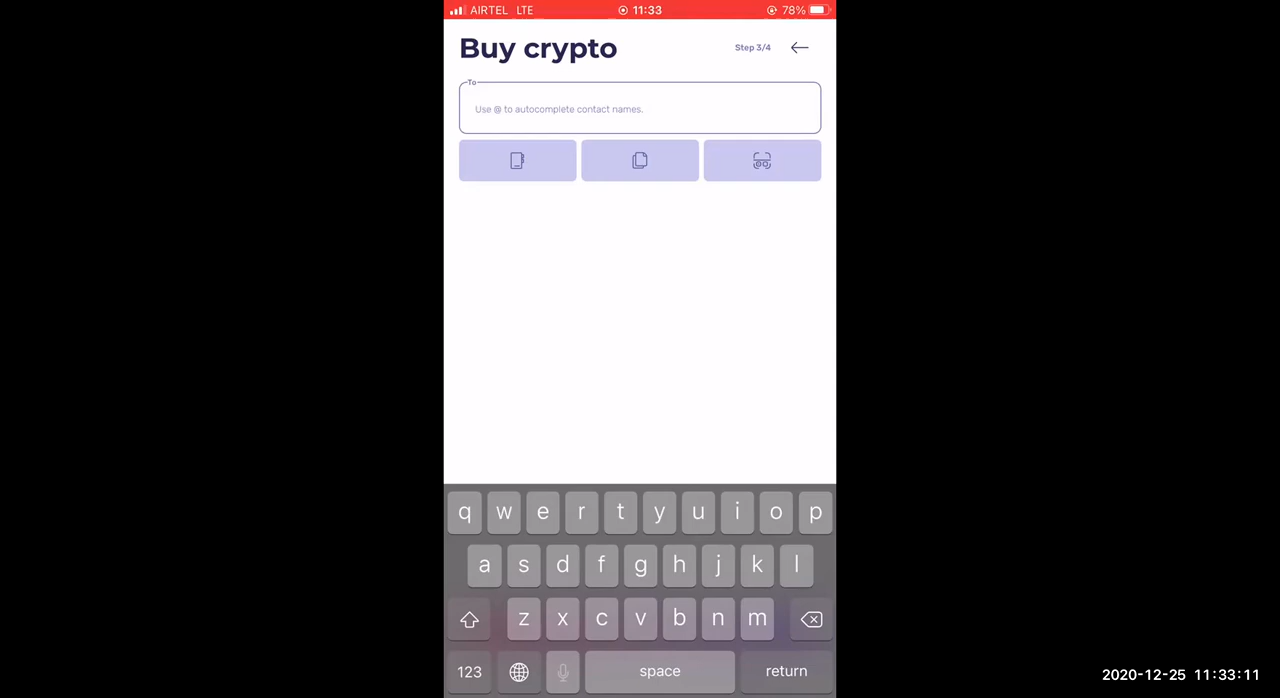 AIRTEL LTE 11:33 78%
Buy crypto Step 3/4
To
Use @ to autocomplete contact names.
q w e r t y u i o p
a s d f g h j k l
z x c v b n m
123 space return
2020-12-25 11:33:11